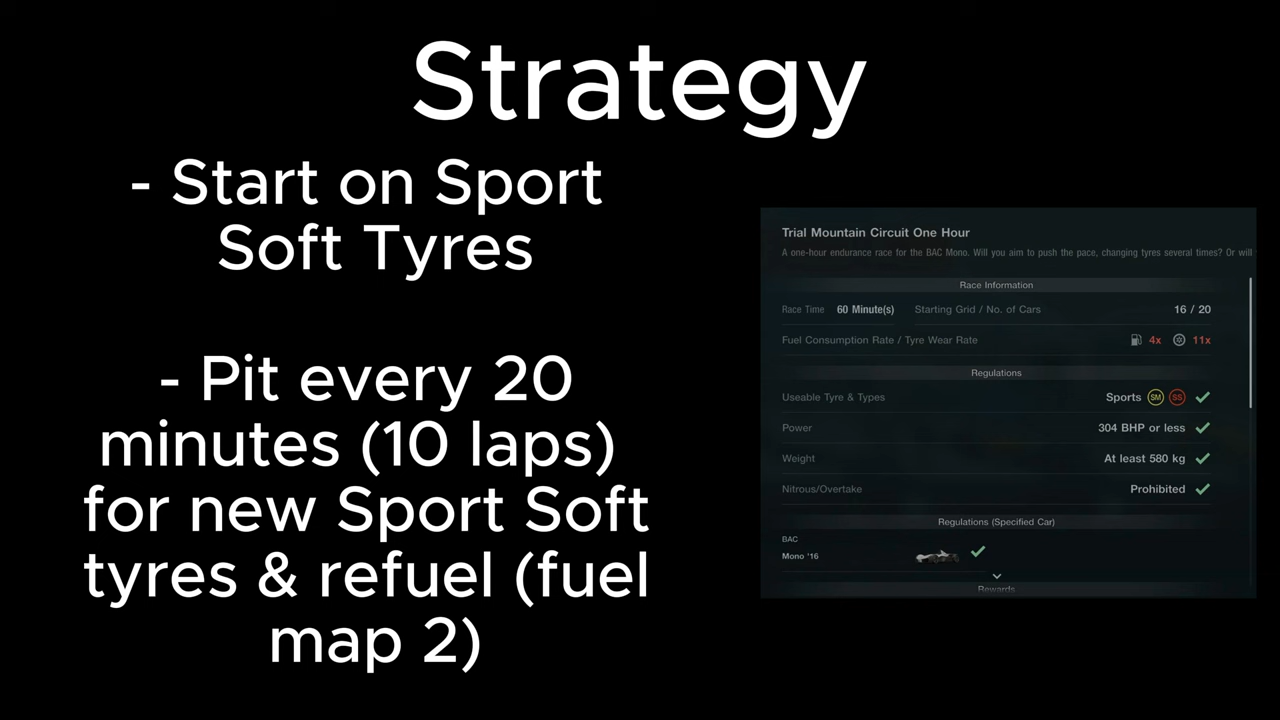 Strategy
- Start on Sport
Soft Tyres
- Pit every 20
minutes (10 laps)
for new Sport Soft
tyres & refuel (fuel
map 2)
Trial Mountain Circuit One Hour
A one-hour endurance race for the BAC Mono. Will you aim to push the pace, changing tyres several times? Or will
Race Information
Race Time 60 Minute(s) Starting Grid / No. of Cars 16 / 20
Fuel Consumption Rate / Tyre Wear Rate 4x 11x
Regulations
Useable Tyre & Types Sports SM SS
Power 304 BHP or less
Weight At least 580 kg
Nitrous/Overtake Prohibited
Regulations (Specified Car)
BAC
Mono '16
Rewards